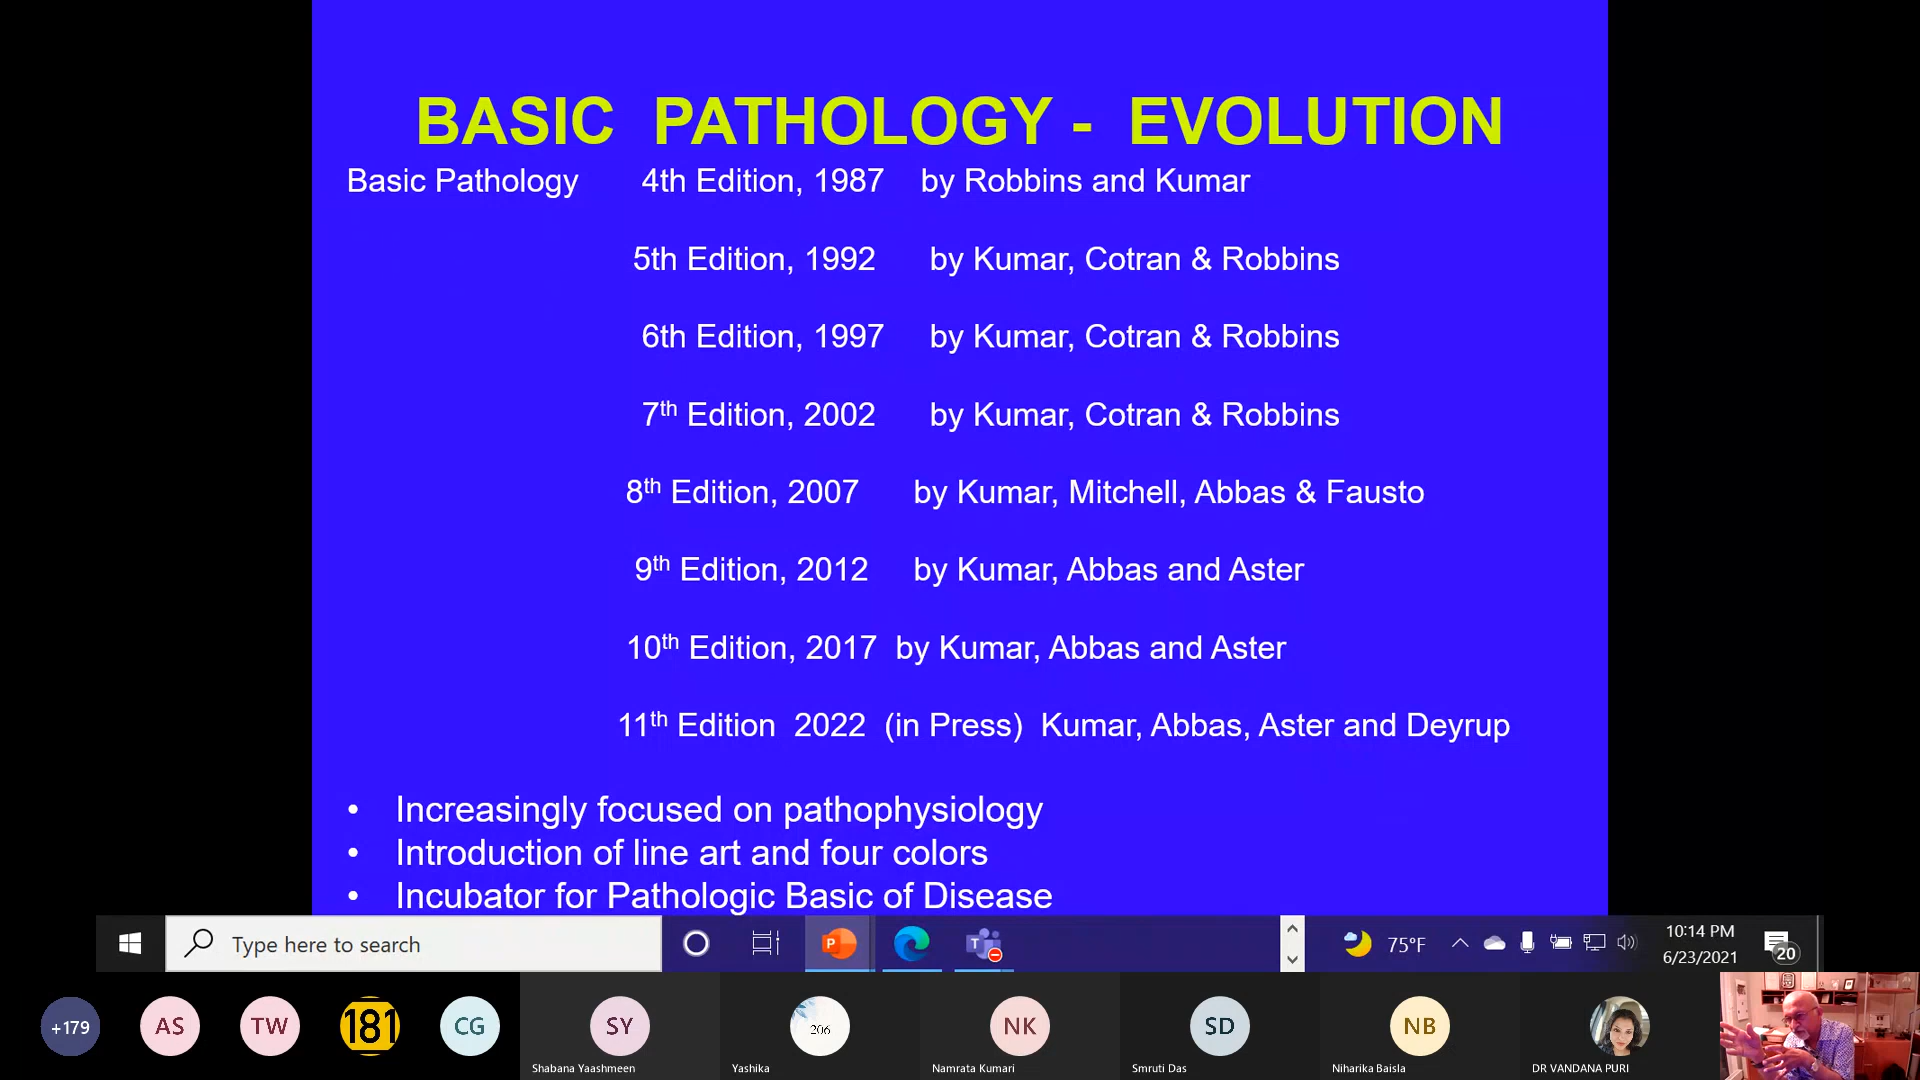 BASIC PATHOLOGY - EVOLUTION
Basic Pathology 4th Edition, 1987 by Robbins and Kumar
5th Edition, 1992 by Kumar, Cotran & Robbins
6th Edition, 1997 by Kumar, Cotran & Robbins
7th Edition, 2002 by Kumar, Cotran & Robbins
8th Edition, 2007 by Kumar, Mitchell, Abbas & Fausto
9th Edition, 2012 by Kumar, Abbas and Aster
10th Edition, 2017 by Kumar, Abbas and Aster
11th Edition 2022 (in Press) Kumar, Abbas, Aster and Deyrup
• Increasingly focused on pathophysiology
• Introduction of line art and four colors
• Incubator for Pathologic Basic of Disease
Type here to search
P
T
75°F
10:14 PM
6/23/2021
20
+179
AS
TW
181
CG
SY
206
NK
SD
NB
Shabana Yaashmeen
Yashika
Namrata Kumari
Smruti Das
Niharika Baisla
DR VANDANA PURI